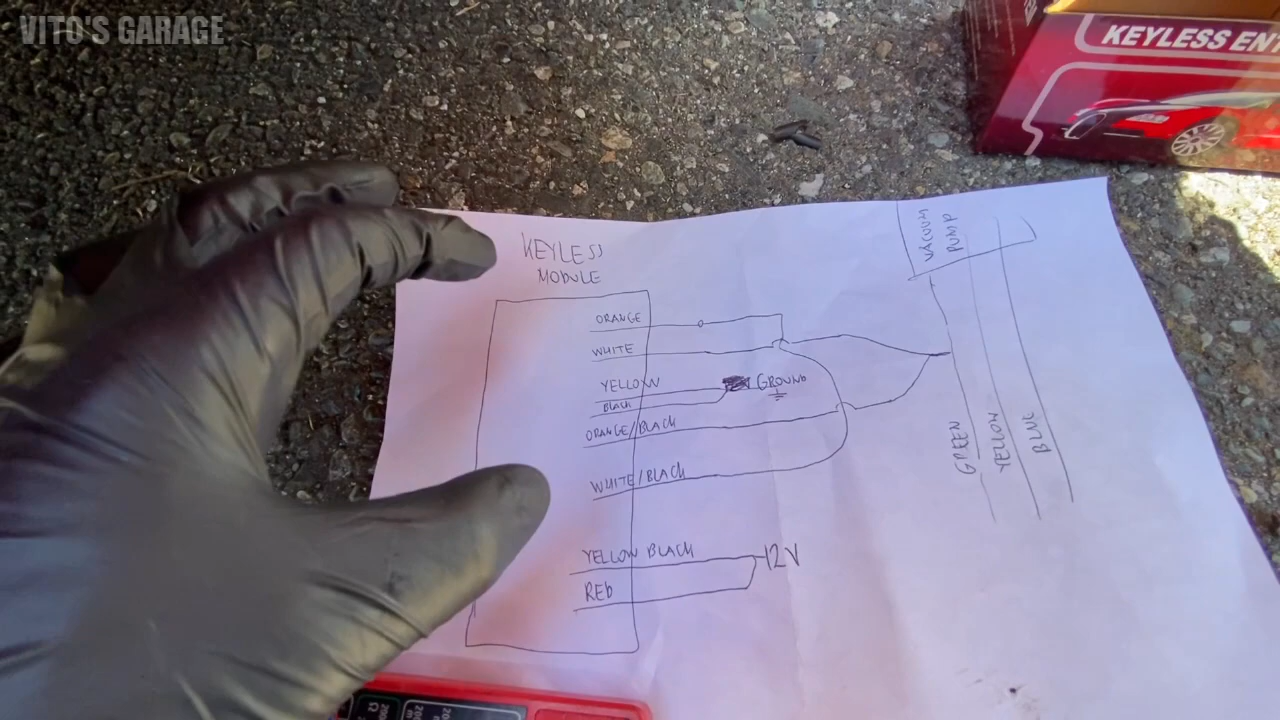 VITO'S GARAGE
KEYLESS ENT
KEYLESS
MODULE
VACUUM
PUMP
ORANGE
WHITE
YELLOW
GROUND
BLACK
ORANGE/BLACK
WHITE/BLACK
YELLOW BLACK
12V
RED
GREEN
YELLOW
BLUE